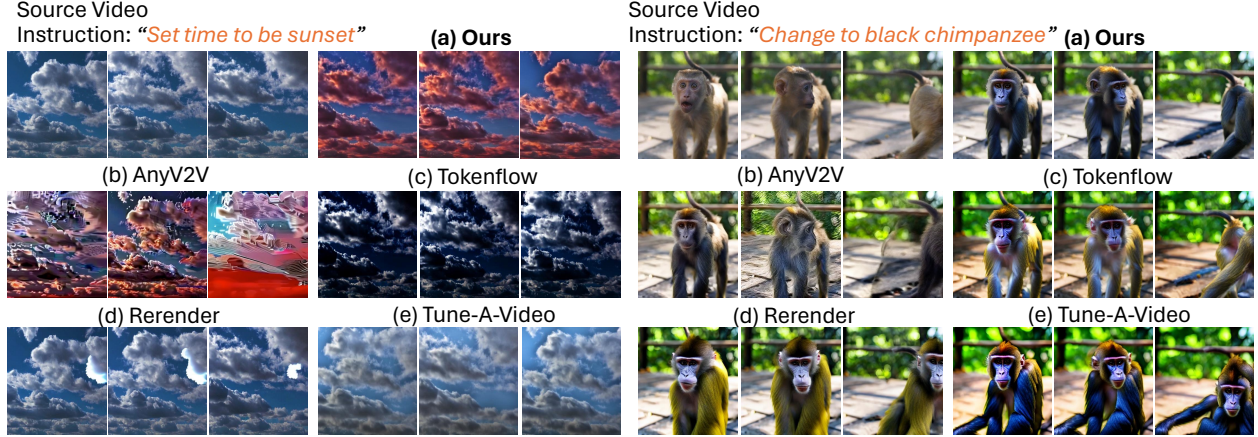 Source Video
Instruction: “Set time to be sunset”
(a) Ours
(b) AnyV2V
(c) Tokenflow
(d) Rerender
(e) Tune-A-Video
Source Video
Instruction: “Change to black chimpanzee”
(a) Ours
(b) AnyV2V
(c) Tokenflow
(d) Rerender
(e) Tune-A-Video